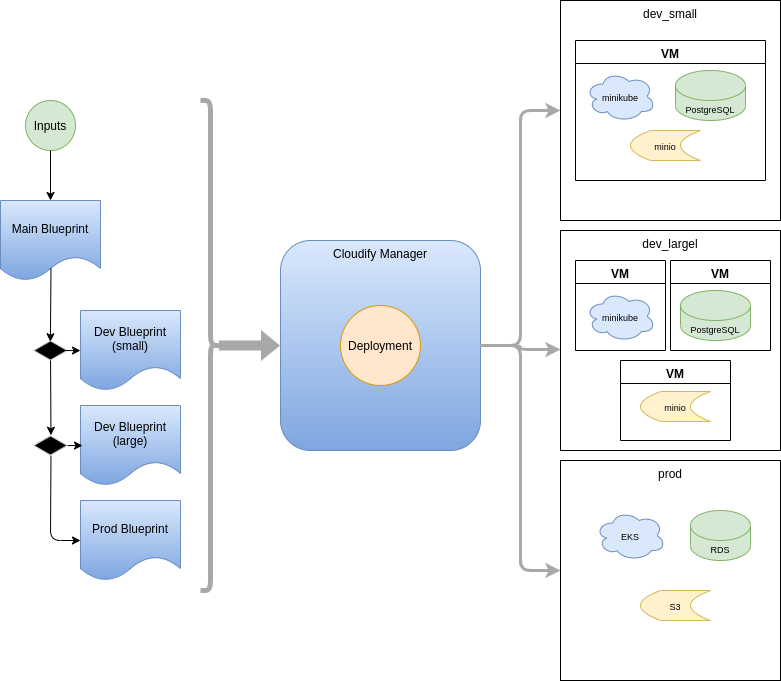 Inputs
Main Blueprint
Dev Blueprint
(small)
Dev Blueprint
(large)
Prod Blueprint
Cloudify Manager
Deployment
dev_small
VM
minikube
PostgreSQL
minio
dev_largel
VM
VM
minikube
PostgreSQL
VM
minio
prod
EKS
RDS
S3